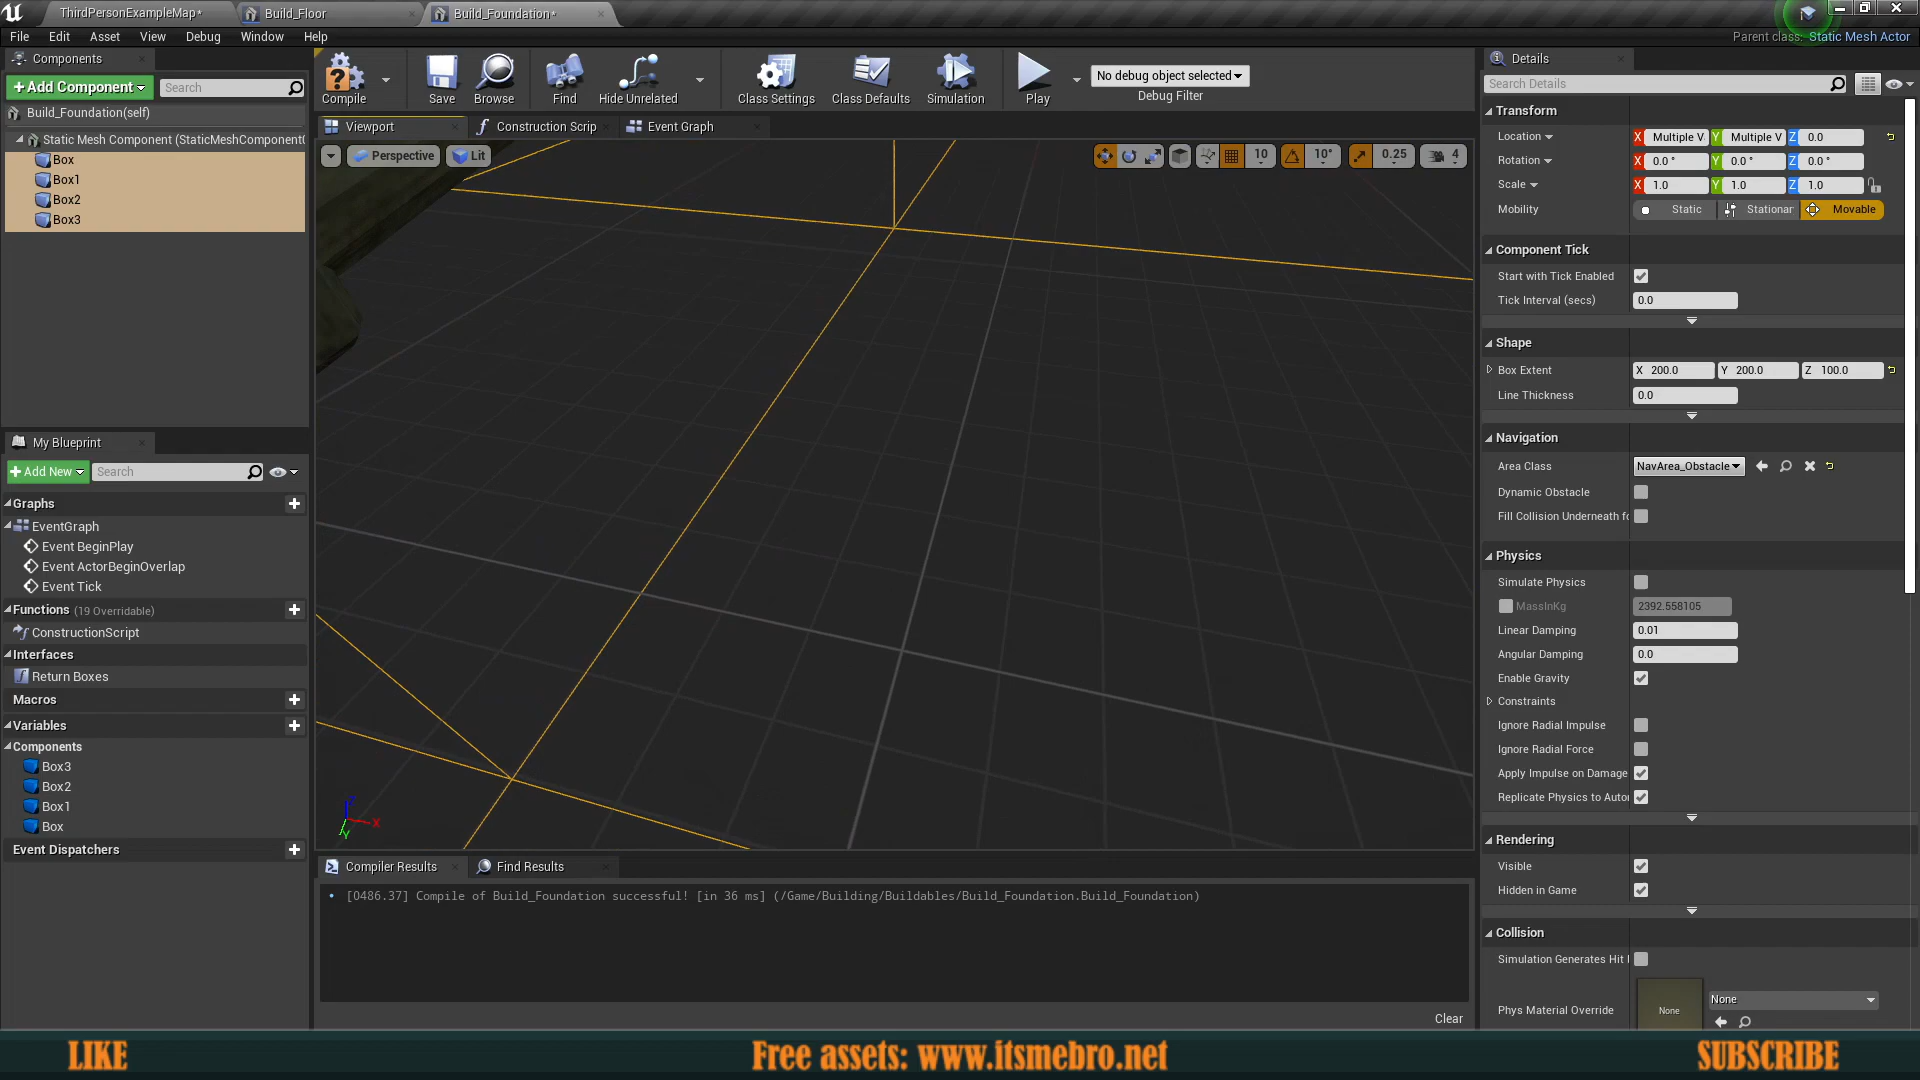 ThirdPersonExampleMap*
Build_Floor
Build_Foundation*
File Edit Asset View Debug Window Help
Parent class: Static Mesh Actor
Components
+Add Component
Search
Build_Foundation(self)
Static Mesh Component (StaticMeshComponent
Box
Box1
Box2
Box3
My Blueprint
+Add New
Search
Graphs
EventGraph
Event BeginPlay
Event ActorBeginOverlap
Event Tick
Functions (19 Overridable)
ConstructionScript
Interfaces
Return Boxes
Macros
Variables
Components
Box3
Box2
Box1
Box
Event Dispatchers
Compile
Save
Browse
Find
Hide Unrelated
Class Settings
Class Defaults
Simulation
Play
No debug object selected
Debug Filter
Viewport
Construction Scrip
Event Graph
Perspective
Lit
10
10°
0.25
4
Z
X
Y
Compiler Results
Find Results
[0486.37] Compile of Build_Foundation successful! [in 36 ms] (/Game/Building/Buildables/Build_Foundation.Build_Foundation)
Clear
Details
Search Details
Transform
Location X Multiple V Y Multiple V Z 0.0
Rotation X 0.0 ° Y 0.0 ° Z 0.0 °
Scale X 1.0 Y 1.0 Z 1.0
Mobility Static Stationar Movable
Component Tick
Start with Tick Enabled
Tick Interval (secs) 0.0
Shape
Box Extent X 200.0 Y 200.0 Z 100.0
Line Thickness 0.0
Navigation
Area Class NavArea_Obstacle
Dynamic Obstacle
Fill Collision Underneath fo
Physics
Simulate Physics
MassInKg 2392.558105
Linear Damping 0.01
Angular Damping 0.0
Enable Gravity
Constraints
Ignore Radial Impulse
Ignore Radial Force
Apply Impulse on Damage
Replicate Physics to Auto
Rendering
Visible
Hidden in Game
Collision
Simulation Generates Hit
Phys Material Override None None
LIKE
Free assets: www.itsmebro.net
SUBSCRIBE